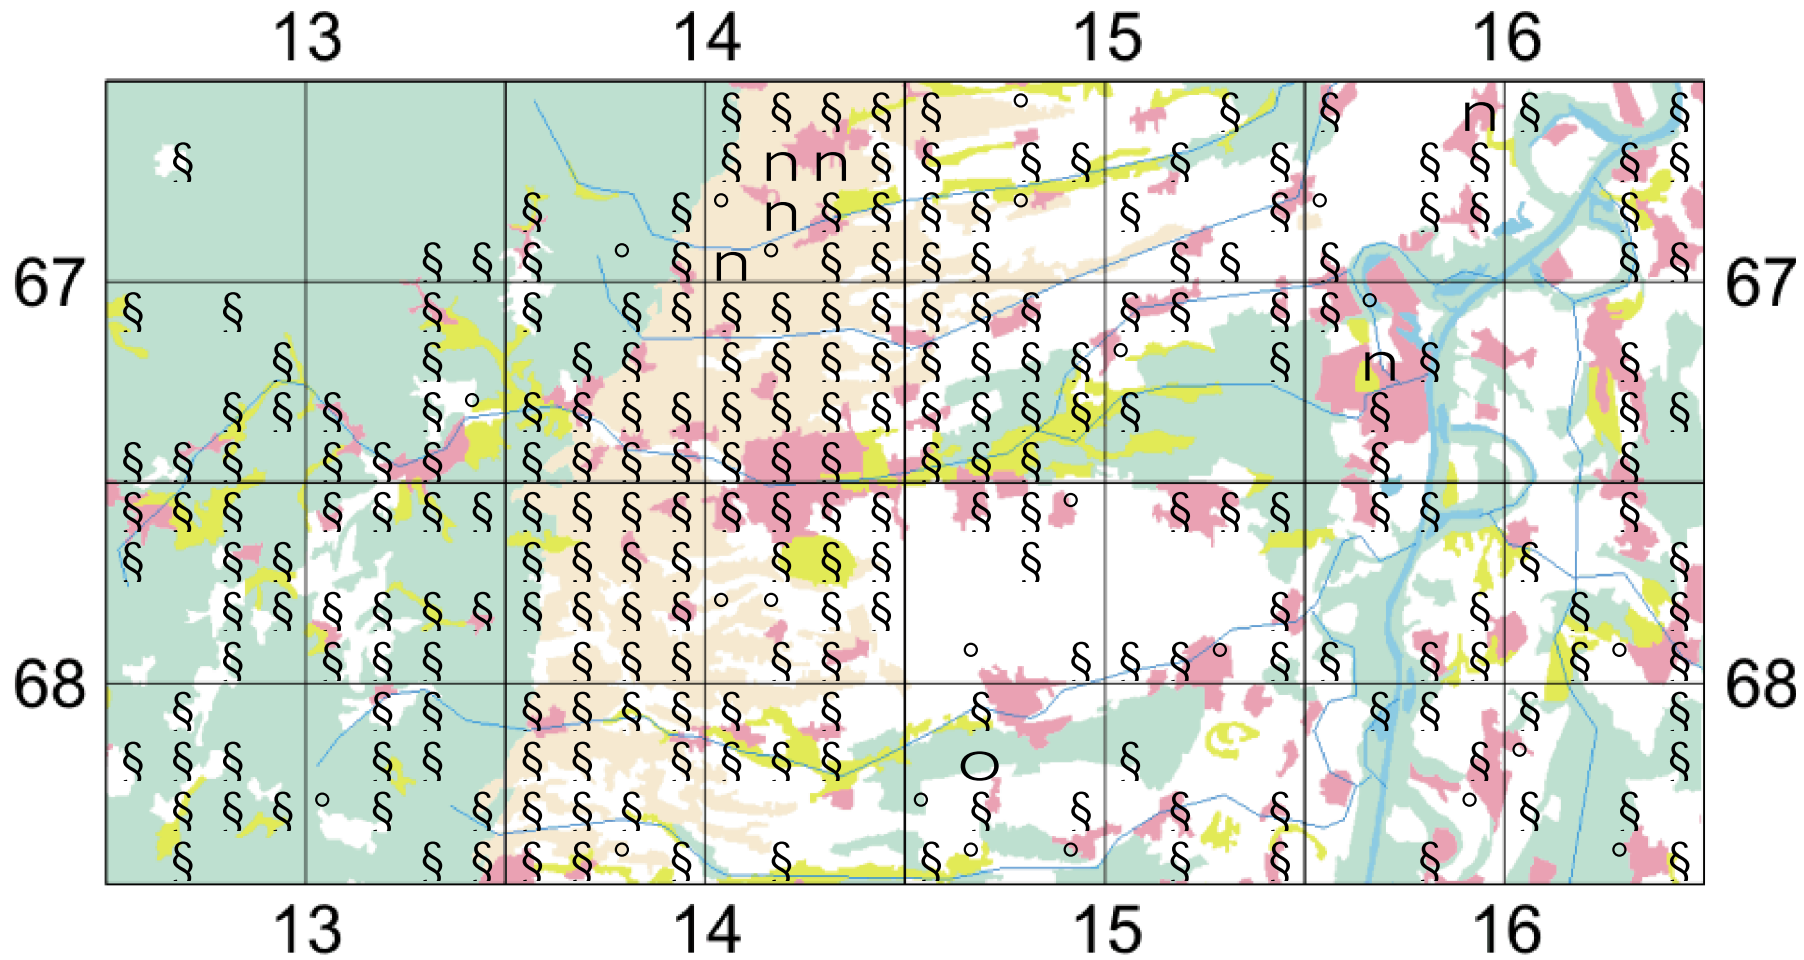 13 14 15 16
§ § § § § ° § § n § §
§ § n n § § § § § § § § § §
§ § ° n § § § § ° § § ° § § §
§ § § ° § n ° § § § § § § § § §
67 67
§ § § § § § § § § § § § § § § § § °
§ § § § § § § § § § § § ° § n § §
§ § § § ° § § § § § § § § § § § § § § § §
§ § § § § § § § § § § § § § § § § § §
§ § § § § § § § § § § § § § § § § ° § § § § § §
§ § § § § § § § § § § § §
§ § § § § § § § § § ° ° § § § § § §
§ § § § § § § § § ° § § § ° § § § § § ° §
68 68
§ § § § § § § § § § § § § §
§ § § § § § § § § § § O § § ° §
§ § § ° § § § § § ° § § § § ° § §
§ § § § § ° § § § ° ° § § § ° §
13 14 15 16